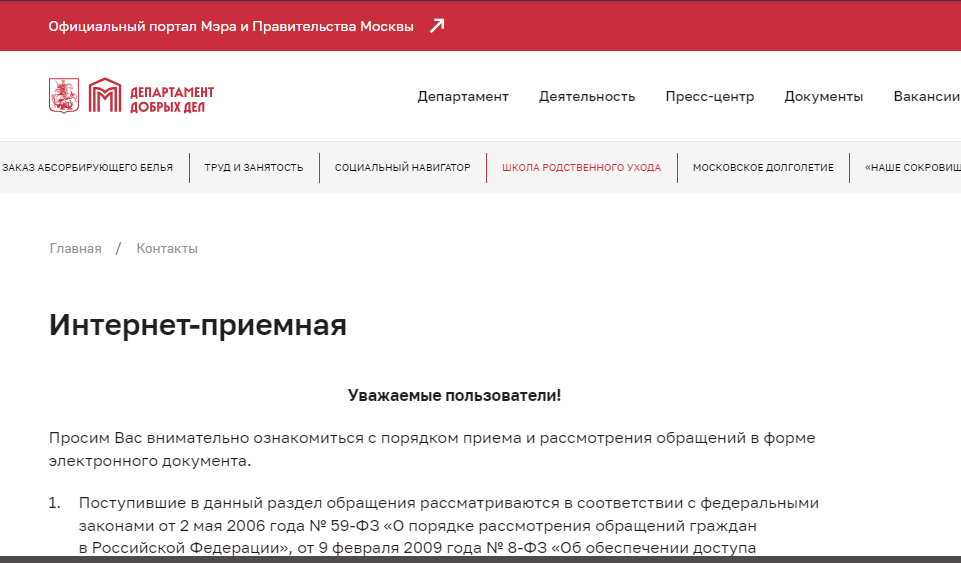 Официальный портал Мэра и Правительства Москвы
ДЕПАРТАМЕНТ
ДОБРЫХ ДЕЛ
Департамент Деятельность Пресс-центр Документы Вакансии
ЗАКАЗ АБСОРБИРУЮЩЕГО БЕЛЬЯ ТРУД И ЗАНЯТОСТЬ СОЦИАЛЬНЫЙ НАВИГАТОР ШКОЛА РОДСТВЕННОГО УХОДА МОСКОВСКОЕ ДОЛГОЛЕТИЕ «НАШЕ СОКРОВИЩ
Главная / Контакты
Интернет-приемная
Уважаемые пользователи!
Просим Вас внимательно ознакомиться с порядком приема и рассмотрения обращений в форме
электронного документа.
1. Поступившие в данный раздел обращения рассматриваются в соответствии с федеральными
законами от 2 мая 2006 года № 59-ФЗ «О порядке рассмотрения обращений граждан
в Российской Федерации», от 9 февраля 2009 года № 8-ФЗ «Об обеспечении доступа